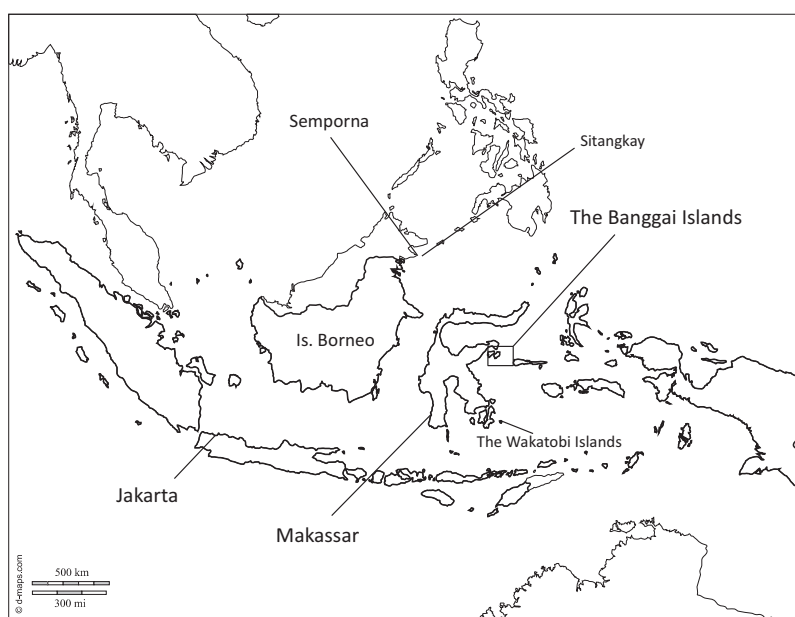 Semporna
Sitangkay
The Banggai Islands
Is. Borneo
The Wakatobi Islands
Jakarta
Makassar
500 km
300 mi
© d-maps.com